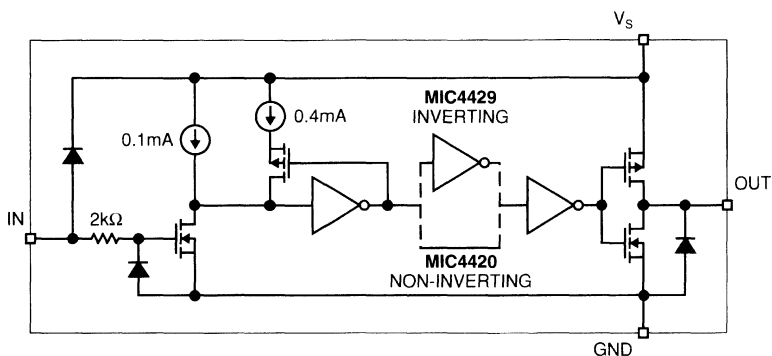 V_S
MIC4429
INVERTING
0.4mA
0.1mA
OUT
IN
2kΩ
MIC4420
NON-INVERTING
GND